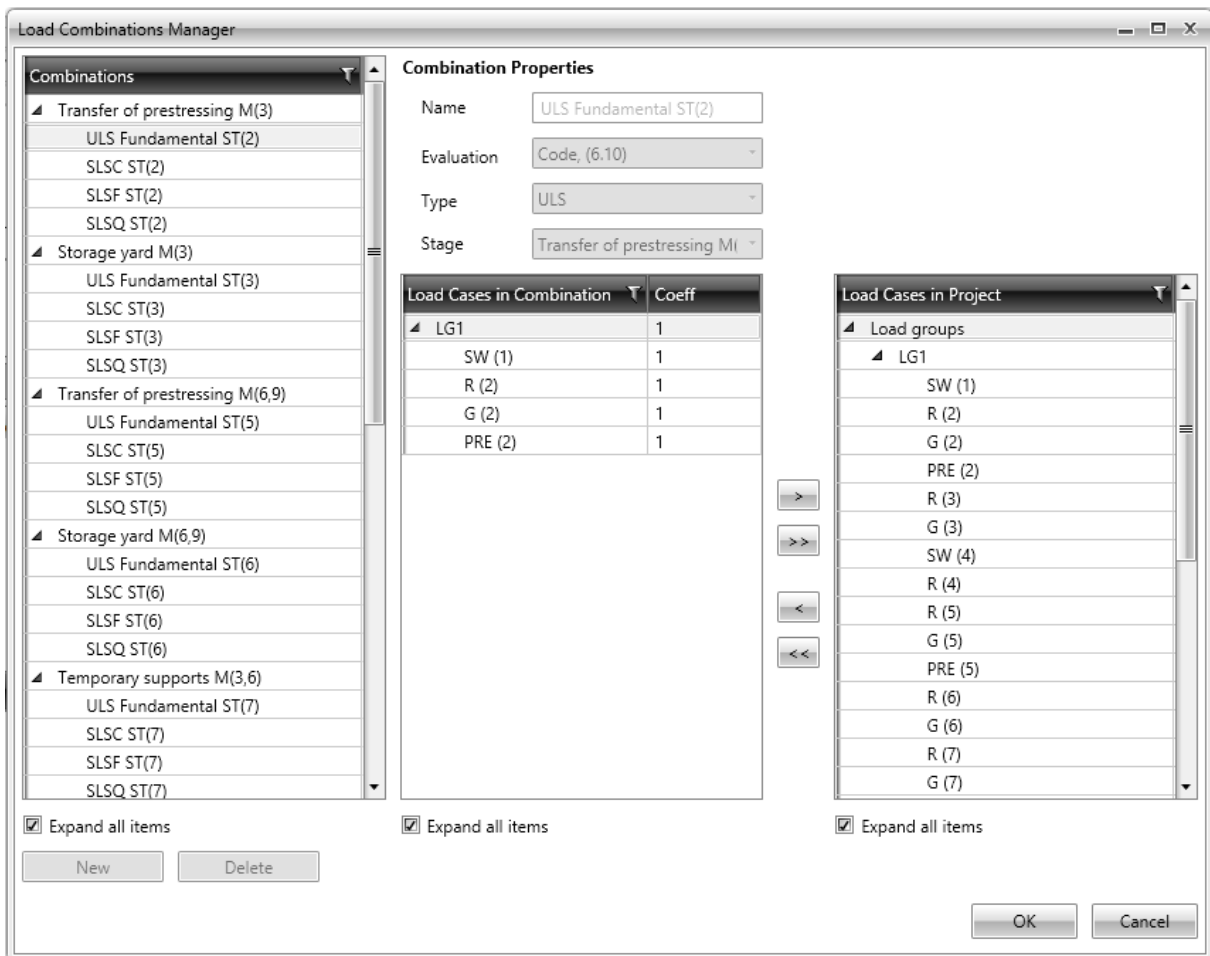 Load Combinations Manager
Combinations
Transfer of prestressing M(3)
ULS Fundamental ST(2)
SLSC ST(2)
SLSF ST(2)
SLSQ ST(2)
Storage yard M(3)
ULS Fundamental ST(3)
SLSC ST(3)
SLSF ST(3)
SLSQ ST(3)
Transfer of prestressing M(6,9)
ULS Fundamental ST(5)
SLSC ST(5)
SLSF ST(5)
SLSQ ST(5)
Storage yard M(6,9)
ULS Fundamental ST(6)
SLSC ST(6)
SLSF ST(6)
SLSQ ST(6)
Temporary supports M(3,6)
ULS Fundamental ST(7)
SLSC ST(7)
SLSF ST(7)
SLSQ ST(7)
Expand all items
New Delete
Combination Properties
Name ULS Fundamental ST(2)
Evaluation Code, (6.10)
Type ULS
Stage Transfer of prestressing M(
Load Cases in Combination Coeff
LG1 1
SW (1) 1
R (2) 1
G (2) 1
PRE (2) 1
Expand all items
>
>>
<
<<
Load Cases in Project
Load groups
LG1
SW (1)
R (2)
G (2)
PRE (2)
R (3)
G (3)
SW (4)
R (4)
R (5)
G (5)
PRE (5)
R (6)
G (6)
R (7)
G (7)
Expand all items
OK Cancel